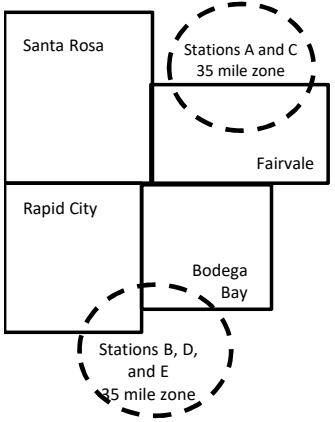 Santa Rosa
Stations A and C
35 mile zone
Fairvale
Rapid City
Bodega
Bay
Stations B, D,
and E
35 mile zone